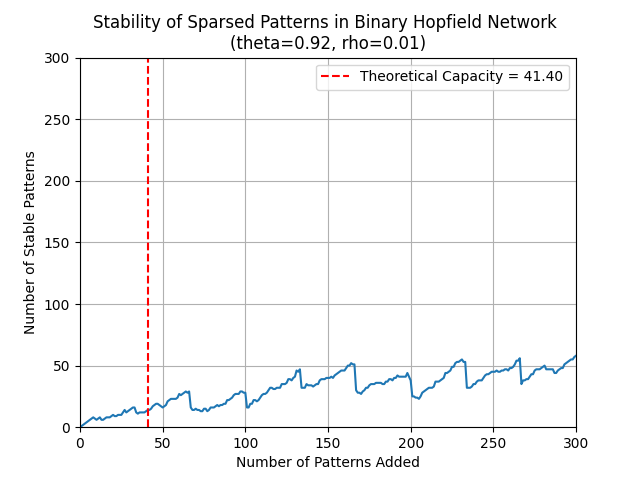 Stability of Sparsed Patterns in Binary Hopfield Network
(theta=0.92, rho=0.01)
Theoretical Capacity = 41.40
Number of Stable Patterns
300
250
200
150
100
50
0
0 50 100 150 200 250 300
Number of Patterns Added